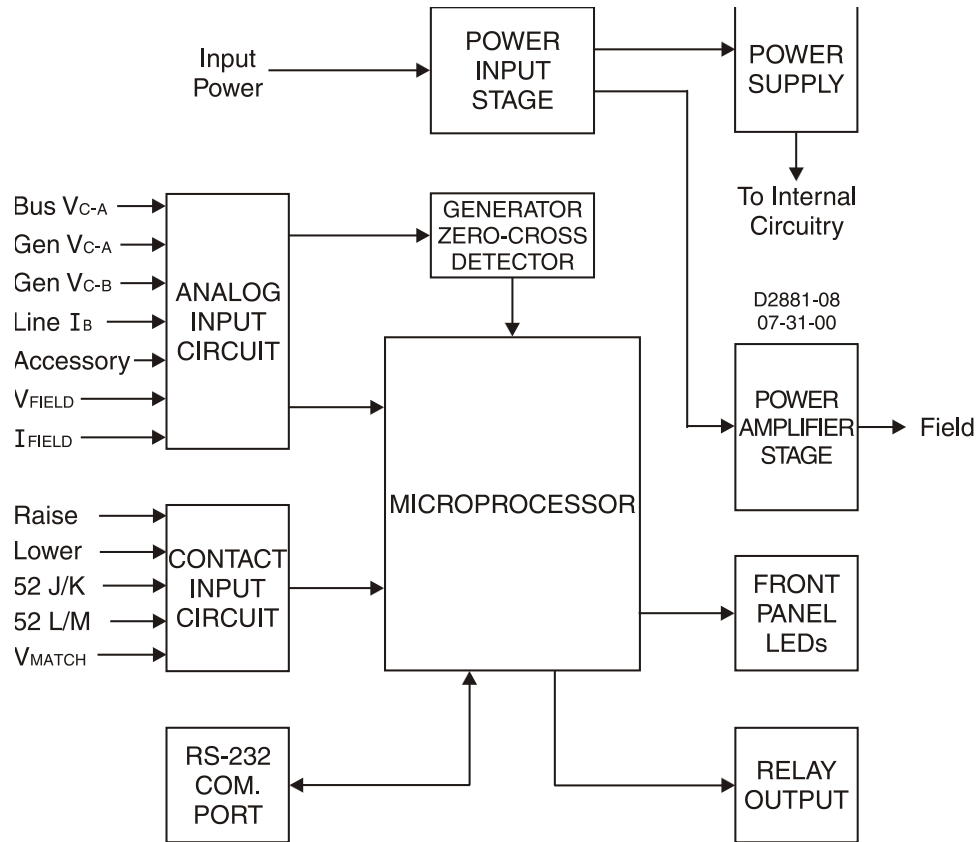 Input
Power
POWER
INPUT
STAGE
POWER
SUPPLY
To Internal
Circuitry
Bus VC-A
Gen VC-A
Gen VC-B
Line IB
Accessory
VFIELD
IFIELD
ANALOG
INPUT
CIRCUIT
GENERATOR
ZERO-CROSS
DETECTOR
D2881-08
07-31-00
POWER
AMPLIFIER
STAGE
Field
MICROPROCESSOR
Raise
Lower
52 J/K
52 L/M
VMATCH
CONTACT
INPUT
CIRCUIT
FRONT
PANEL
LEDs
RS-232
COM.
PORT
RELAY
OUTPUT